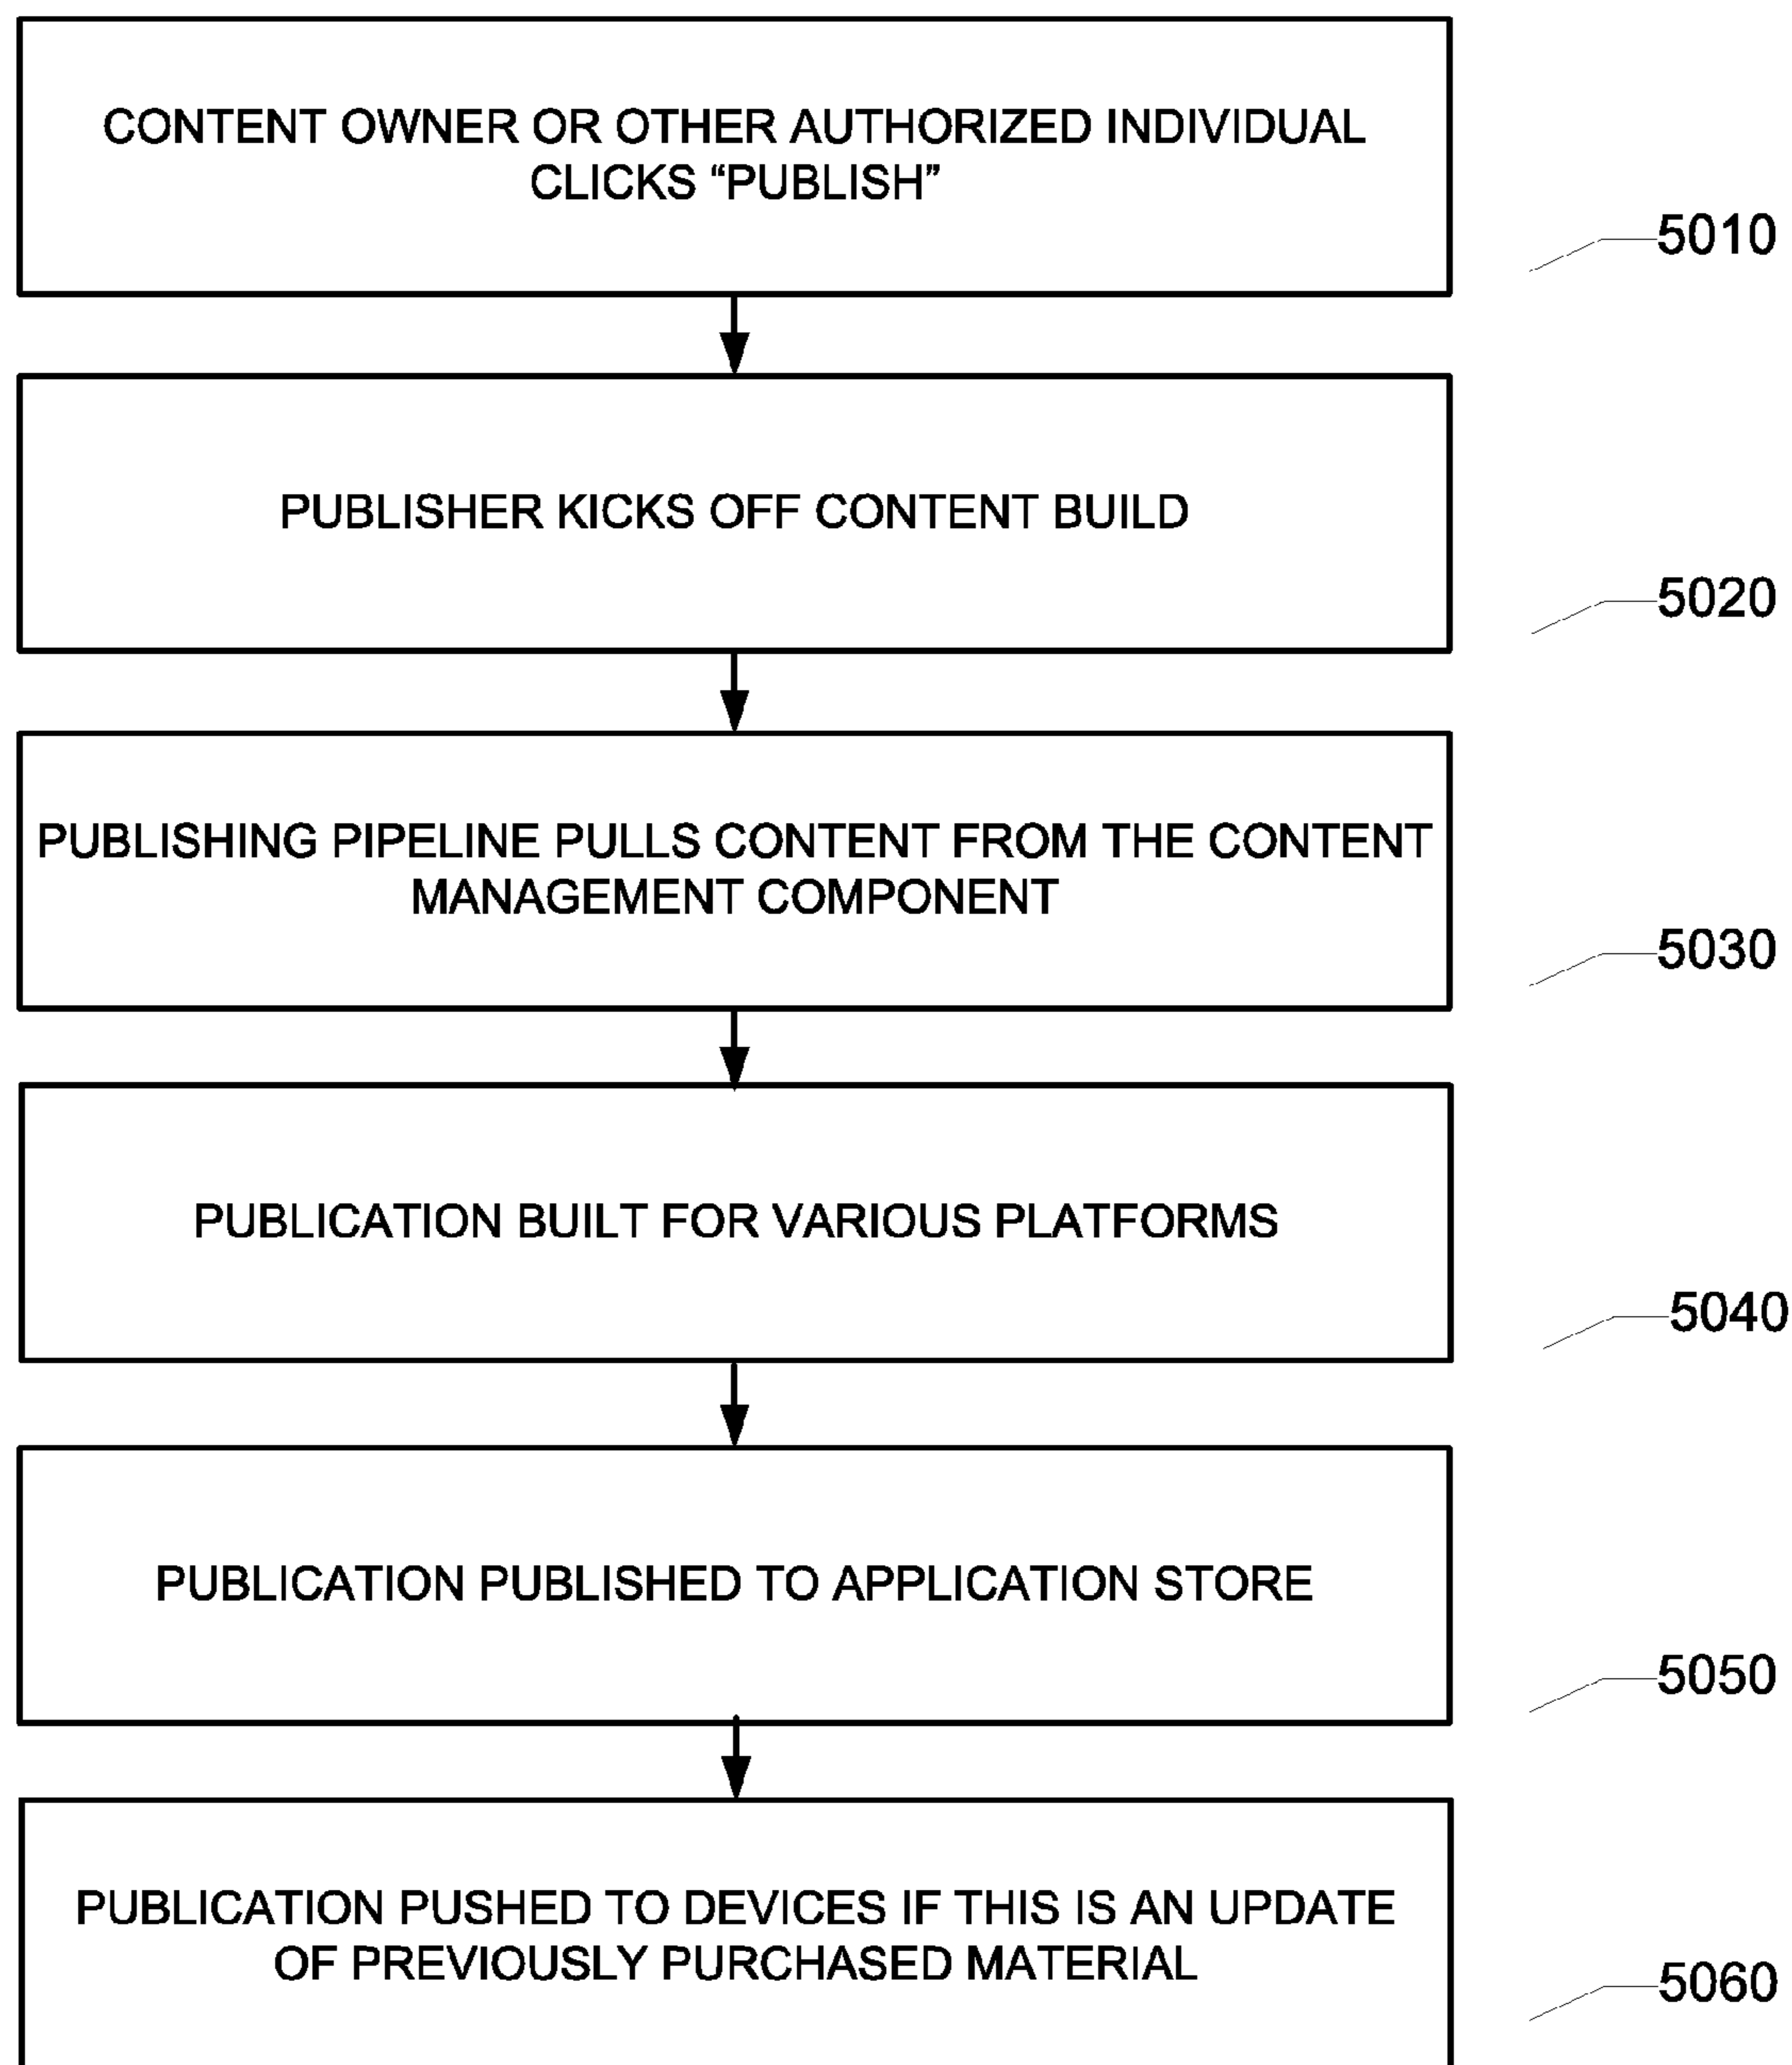 CONTENT OWNER OR OTHER AUTHORIZED INDIVIDUAL
CLICKS “PUBLISH”
5010
PUBLISHER KICKS OFF CONTENT BUILD
5020
PUBLISHING PIPELINE PULLS CONTENT FROM THE CONTENT
MANAGEMENT COMPONENT
5030
PUBLICATION BUILT FOR VARIOUS PLATFORMS
5040
PUBLICATION PUBLISHED TO APPLICATION STORE
5050
PUBLICATION PUSHED TO DEVICES IF THIS IS AN UPDATE
OF PREVIOUSLY PURCHASED MATERIAL
5060